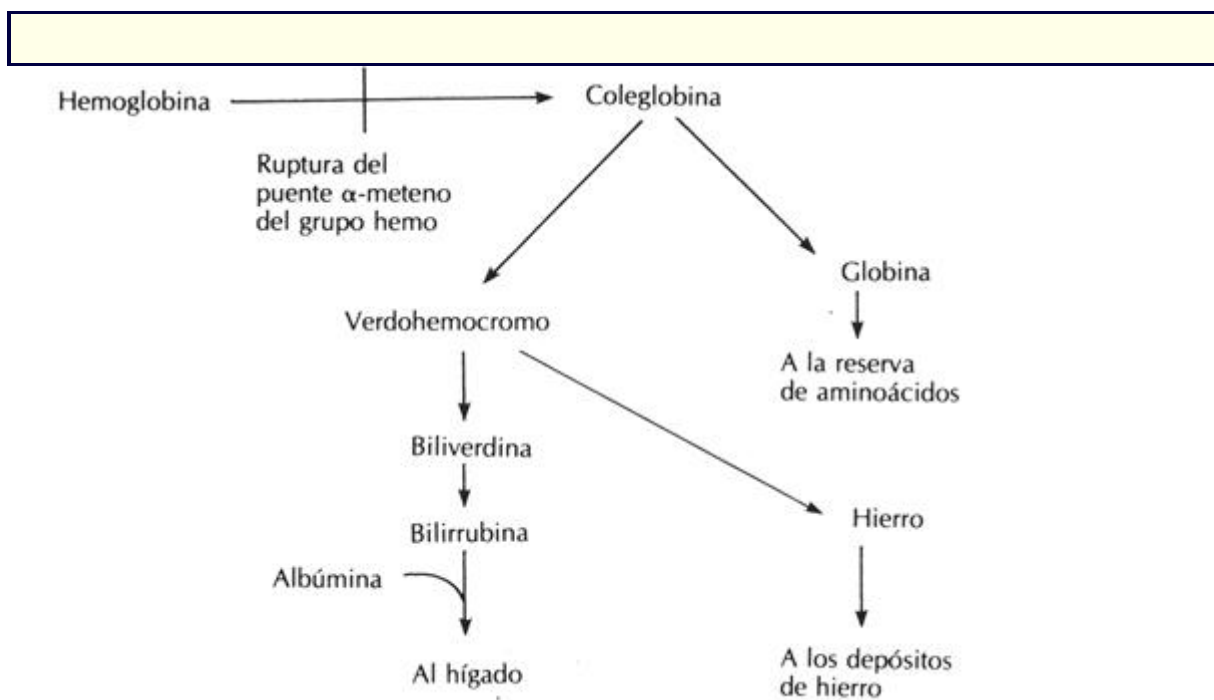 Hemoglobina
Coleglobina
Ruptura del
puente α-meteno
del grupo hemo
Globina
Verdohemocromo
A la reserva
de aminoácidos
Biliverdina
Bilirrubina
Hierro
Albúmina
Al hígado
A los depósitos
de hierro